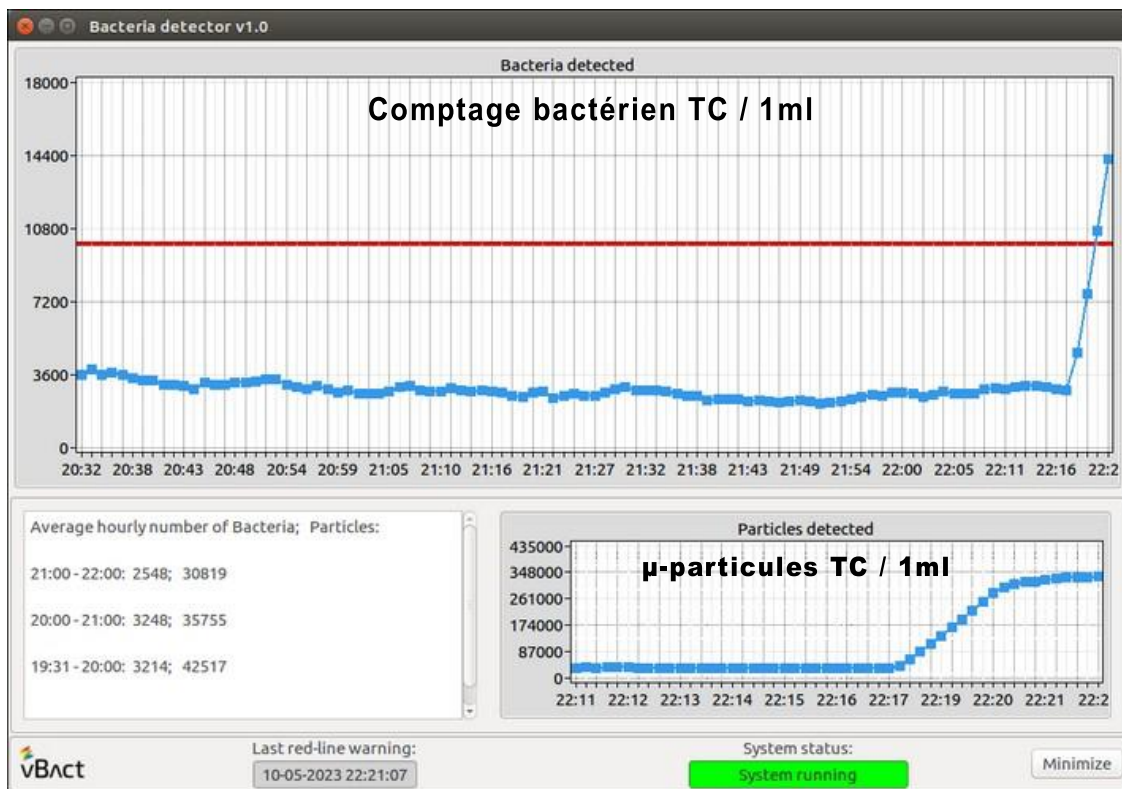 Bacteria detector v1.0
Bacteria detected
Comptage bactérien TC / 1ml
18000
14400
10800
7200
3600
0
20:32 20:38 20:43 20:48 20:54 20:59 21:05 21:10 21:16 21:21 21:27 21:32 21:38 21:43 21:49 21:54 22:00 22:05 22:11 22:16 22:2
Average hourly number of Bacteria; Particles:
21:00 - 22:00: 2548; 30819
20:00 - 21:00: 3248; 35755
19:31 - 20:00: 3214; 42517
Particles detected
µ-particules TC / 1ml
435000
348000
261000
174000
87000
0
22:11 22:12 22:13 22:14 22:15 22:16 22:17 22:19 22:20 22:21 22:2
vBΛct
Last red-line warning:
10-05-2023 22:21:07
System status:
System running
Minimize